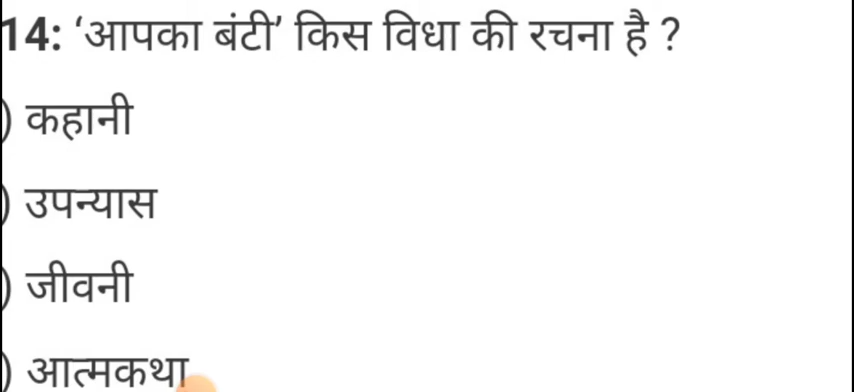 14: ‘आपका बंटी’ किस विधा की रचना है ?
) कहानी
) उपन्यास
) जीवनी
) आत्मकथा